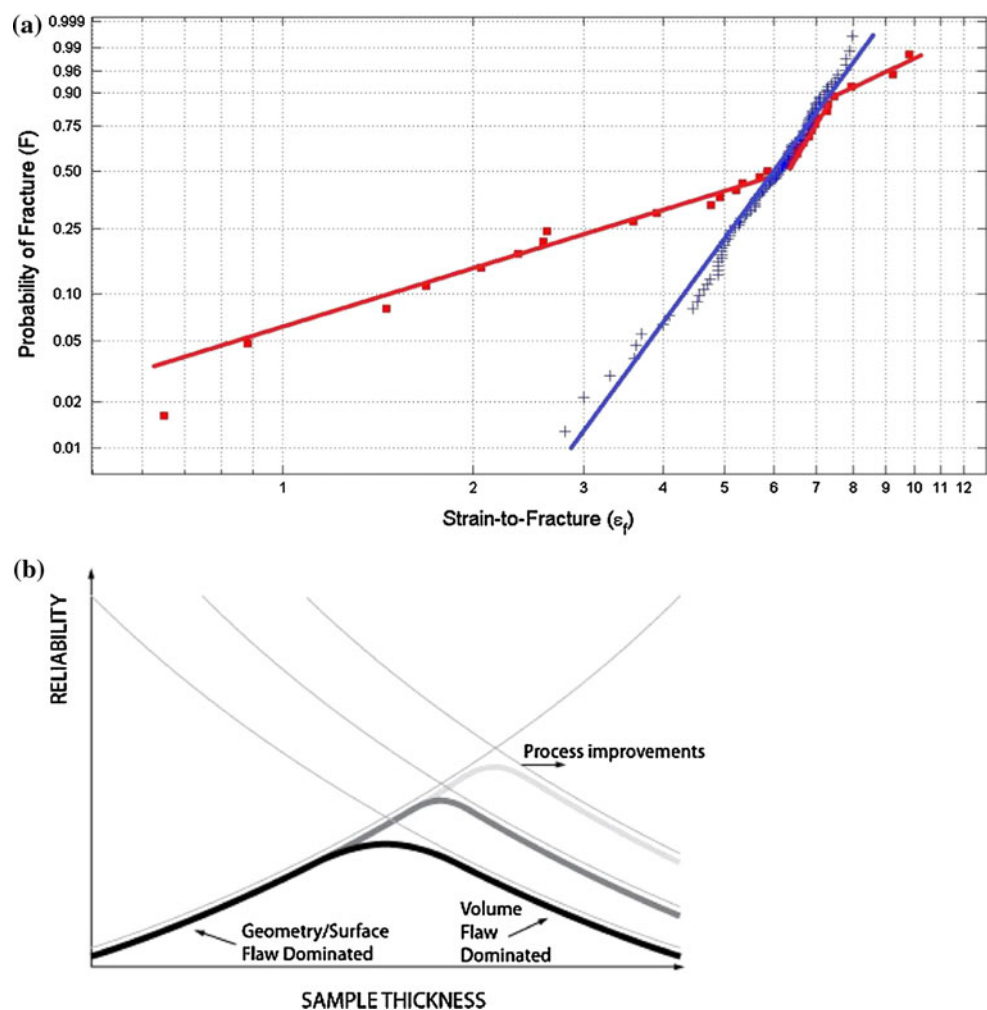 (a)
0.999
0.99
0.96
0.90
0.75
0.50
0.25
0.10
0.05
0.02
0.01
Probability of Fracture (F)
1 2 3 4 5 6 7 8 9 10 11 12
Strain-to-Fracture (εf)
(b)
RELIABILITY
Process improvements
Geometry/Surface
Flaw Dominated
Volume
Flaw
Dominated
SAMPLE THICKNESS